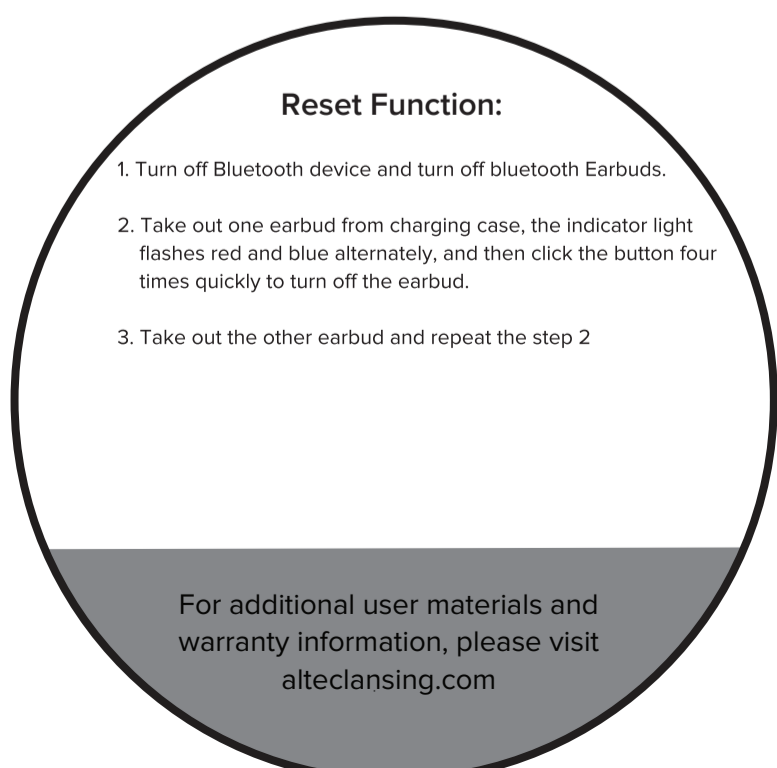 Reset Function:
1. Turn off Bluetooth device and turn off bluetooth Earbuds.
2. Take out one earbud from charging case, the indicator light
flashes red and blue alternately, and then click the button four
times quickly to turn off the earbud.
3. Take out the other earbud and repeat the step 2
For additional user materials and
warranty information, please visit
alteclansing.com